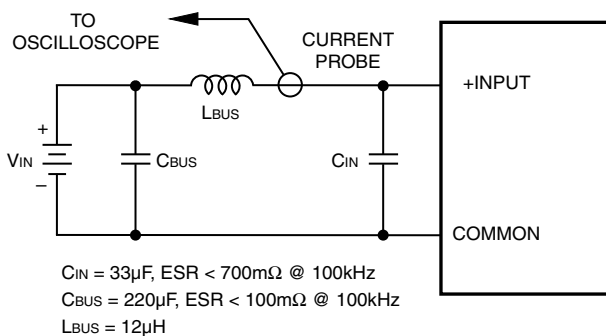 TO
OSCILLOSCOPE
CURRENT
PROBE
+INPUT
LBUS
+
VIN
–
CBUS
CIN
COMMON
CIN = 33µF, ESR < 700mΩ @ 100kHz
CBUS = 220µF, ESR < 100mΩ @ 100kHz
LBUS = 12µH